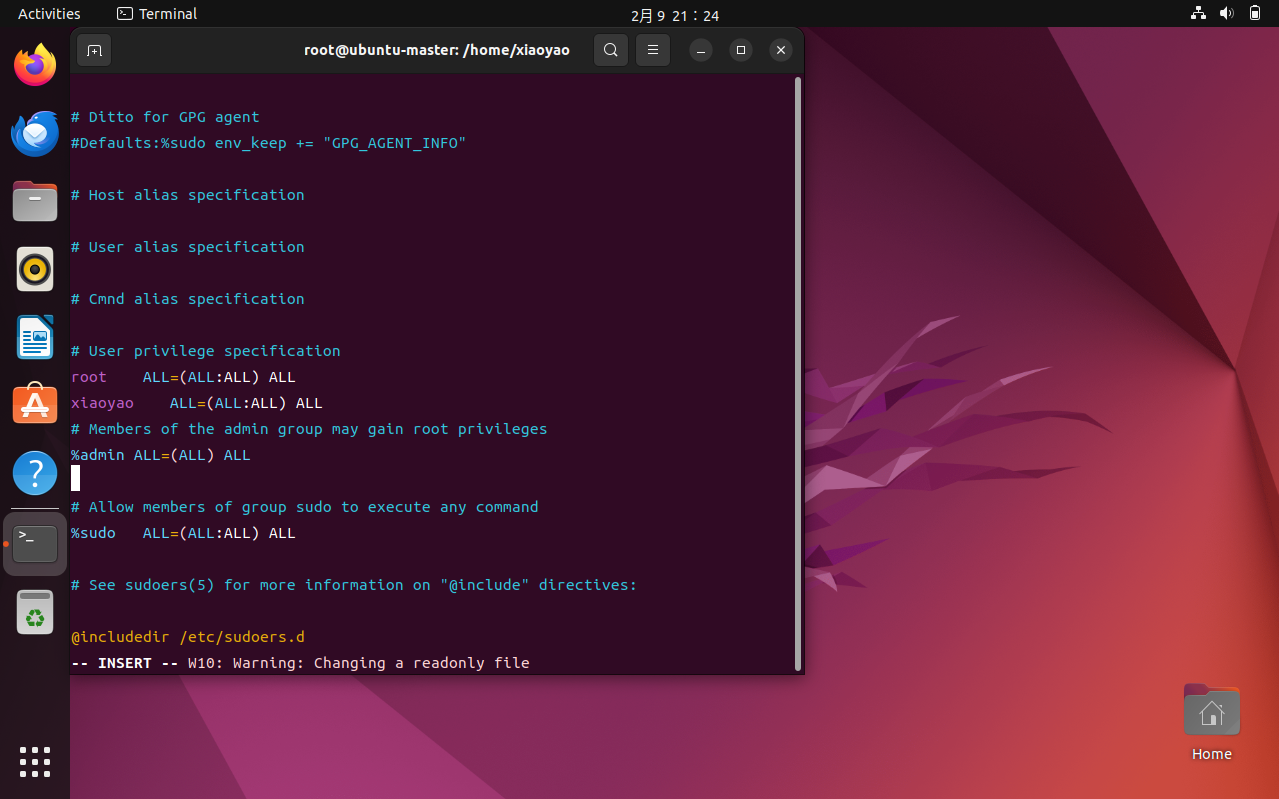 Activities
Terminal
2月 9 21：24
root@ubuntu-master: /home/xiaoyao
# Ditto for GPG agent
#Defaults:%sudo env_keep += "GPG_AGENT_INFO"
# Host alias specification
# User alias specification
# Cmnd alias specification
# User privilege specification
root    ALL=(ALL:ALL) ALL
xiaoyao    ALL=(ALL:ALL) ALL
# Members of the admin group may gain root privileges
%admin ALL=(ALL) ALL
# Allow members of group sudo to execute any command
%sudo   ALL=(ALL:ALL) ALL
# See sudoers(5) for more information on "@include" directives:
@includedir /etc/sudoers.d
-- INSERT -- W10: Warning: Changing a readonly file
Home